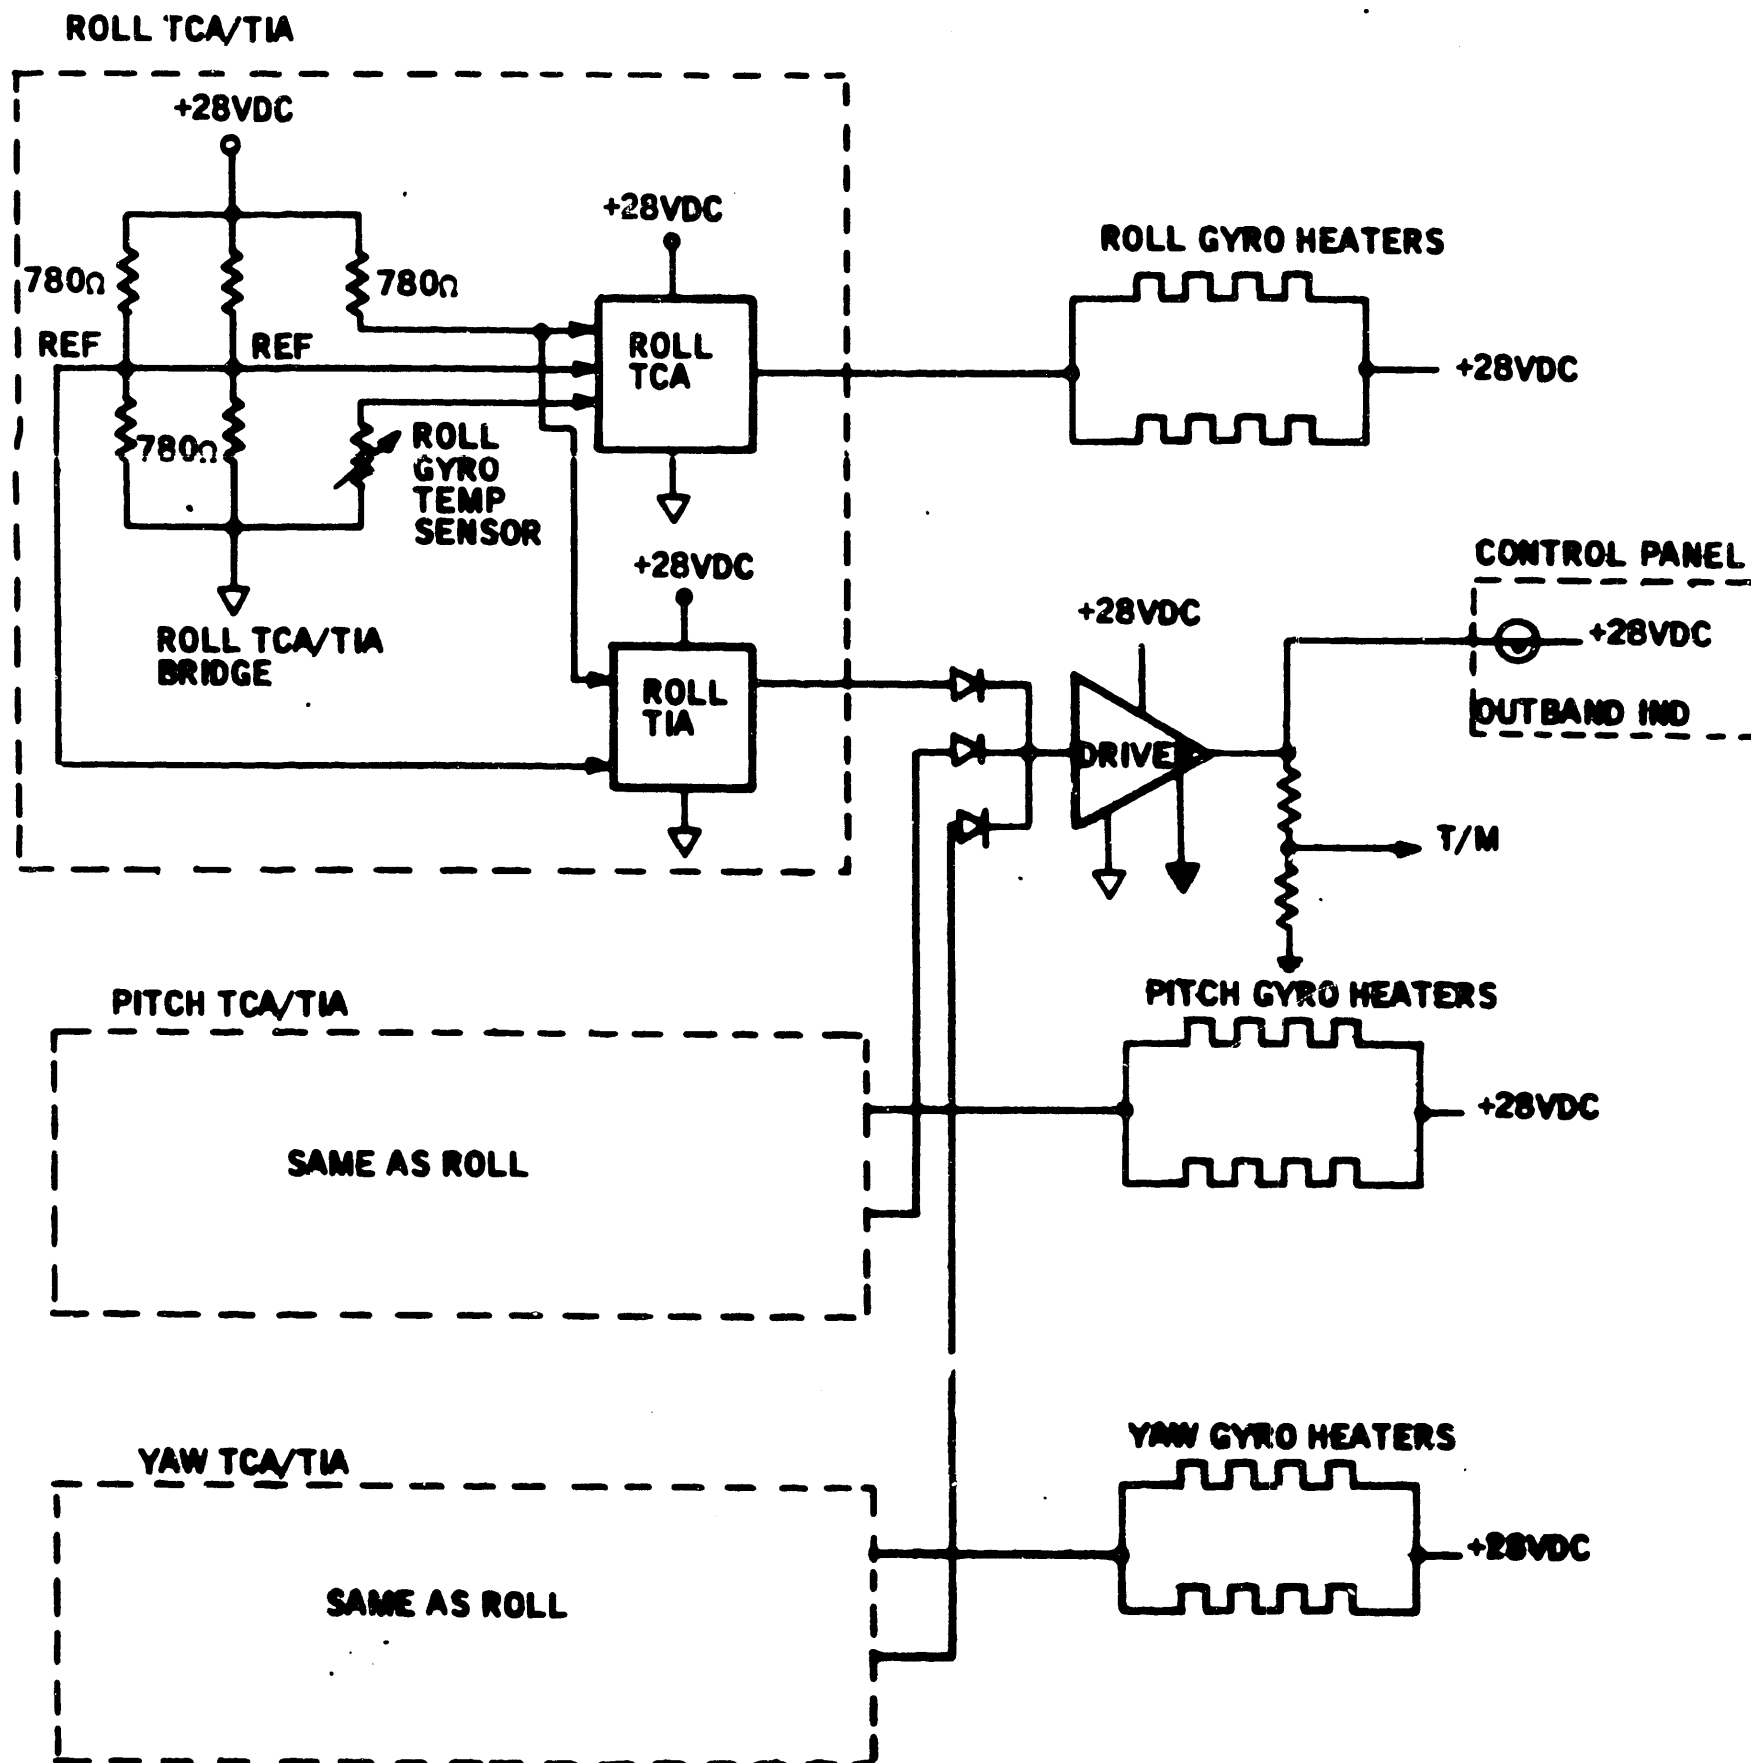 ROLL TCA/TIA
+28VDC
+28VDC
780Ω
780Ω
REF
REF
ROLL
TCA
780Ω
ROLL
GYRO
TEMP
SENSOR
ROLL TCA/TIA
BRIDGE
+28VDC
ROLL
TIA
ROLL GYRO HEATERS
+28VDC
CONTROL PANEL
+28VDC
OUTBAND IND
+28VDC
DRIVE
T/M
PITCH TCA/TIA
SAME AS ROLL
PITCH GYRO HEATERS
+28VDC
YAW TCA/TIA
SAME AS ROLL
YAW GYRO HEATERS
+28VDC